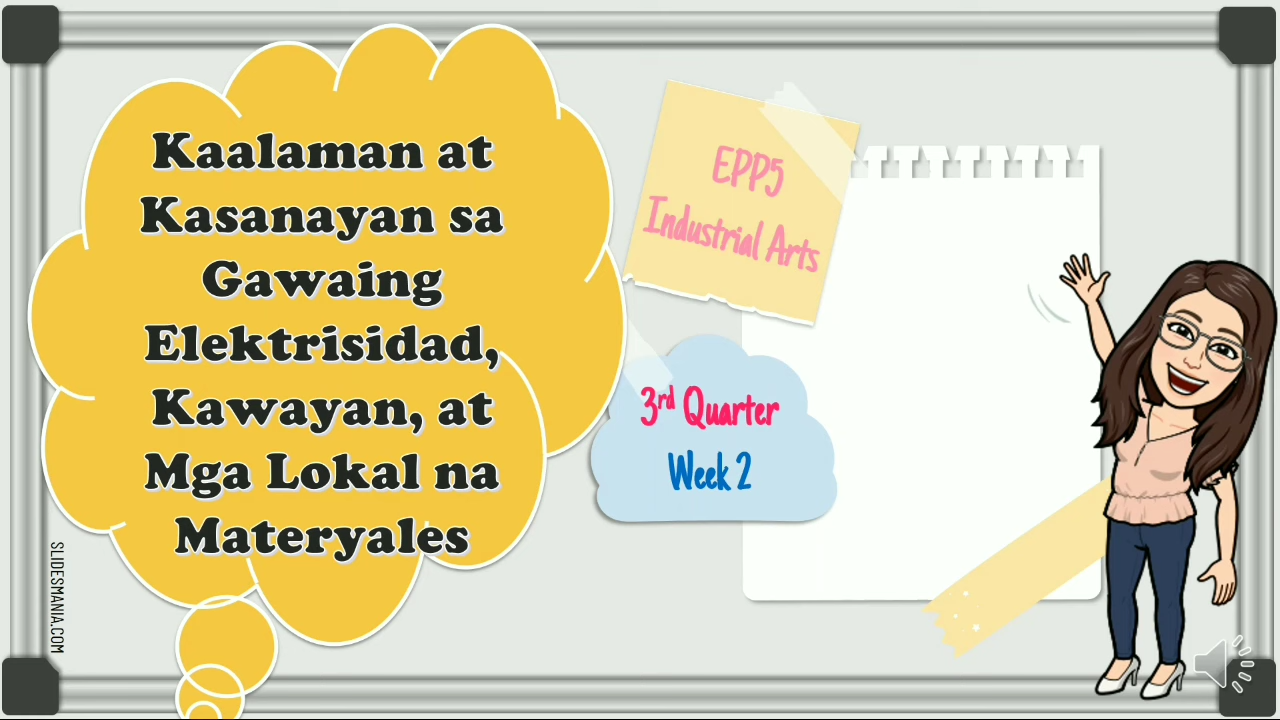 Kaalaman at
Kasanayan sa
Gawaing
Elektrisidad,
Kawayan, at
Mga Lokal na
Materyales
EPP5
Industrial Arts
3rd Quarter
Week 2
SLIDESMANIA.COM